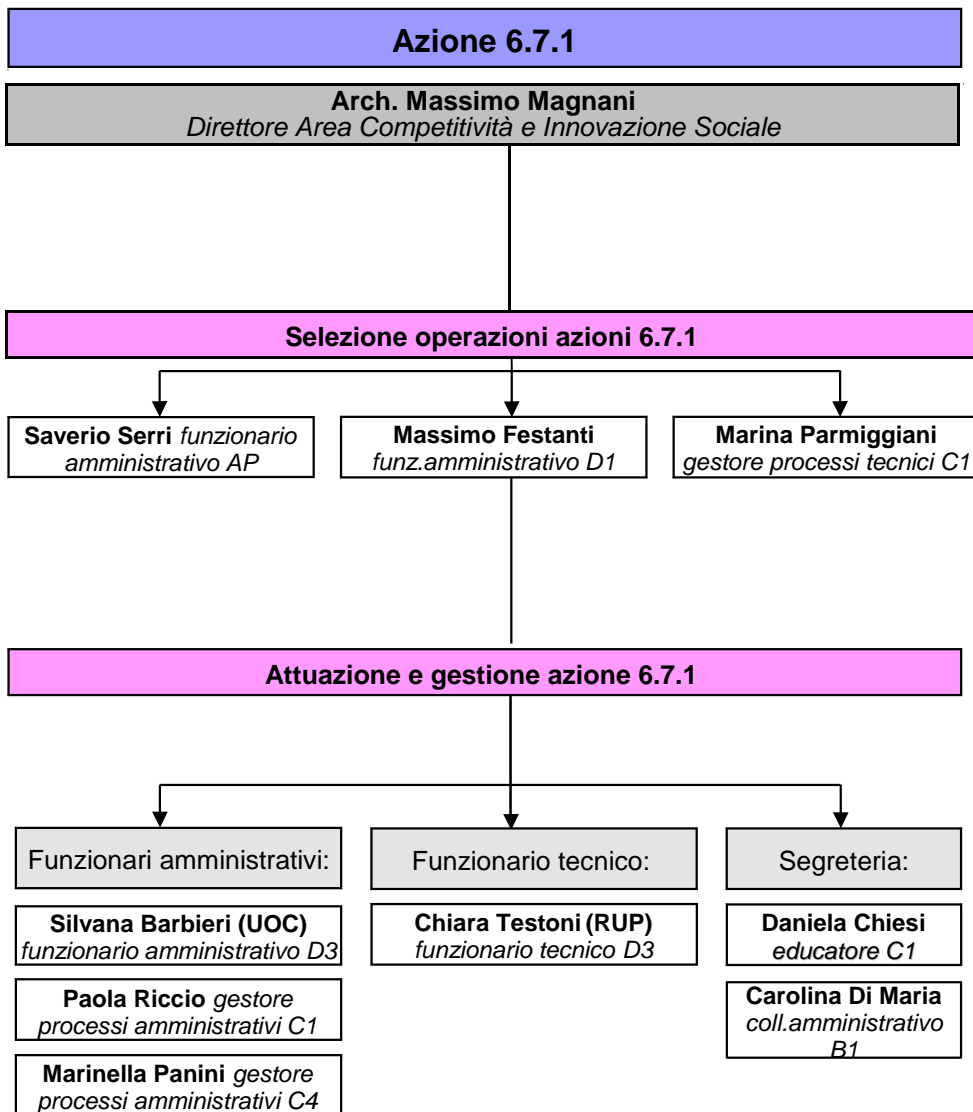 Azione 6.7.1
Arch. Massimo Magnani
Direttore Area Competitività e Innovazione Sociale
Selezione operazioni azioni 6.7.1
Saverio Serri funzionario
amministrativo AP
Massimo Festanti
funz.amministrativo D1
Marina Parmiggiani
gestore processi tecnici C1
Attuazione e gestione azione 6.7.1
Funzionari amministrativi:
Silvana Barbieri (UOC)
funzionario amministrativo D3
Paola Riccio gestore
processi amministrativi C1
Marinella Panini gestore
processi amministrativi C4
Funzionario tecnico:
Chiara Testoni (RUP)
funzionario tecnico D3
Segreteria:
Daniela Chiesi
educatore C1
Carolina Di Maria
coll.amministrativo
B1